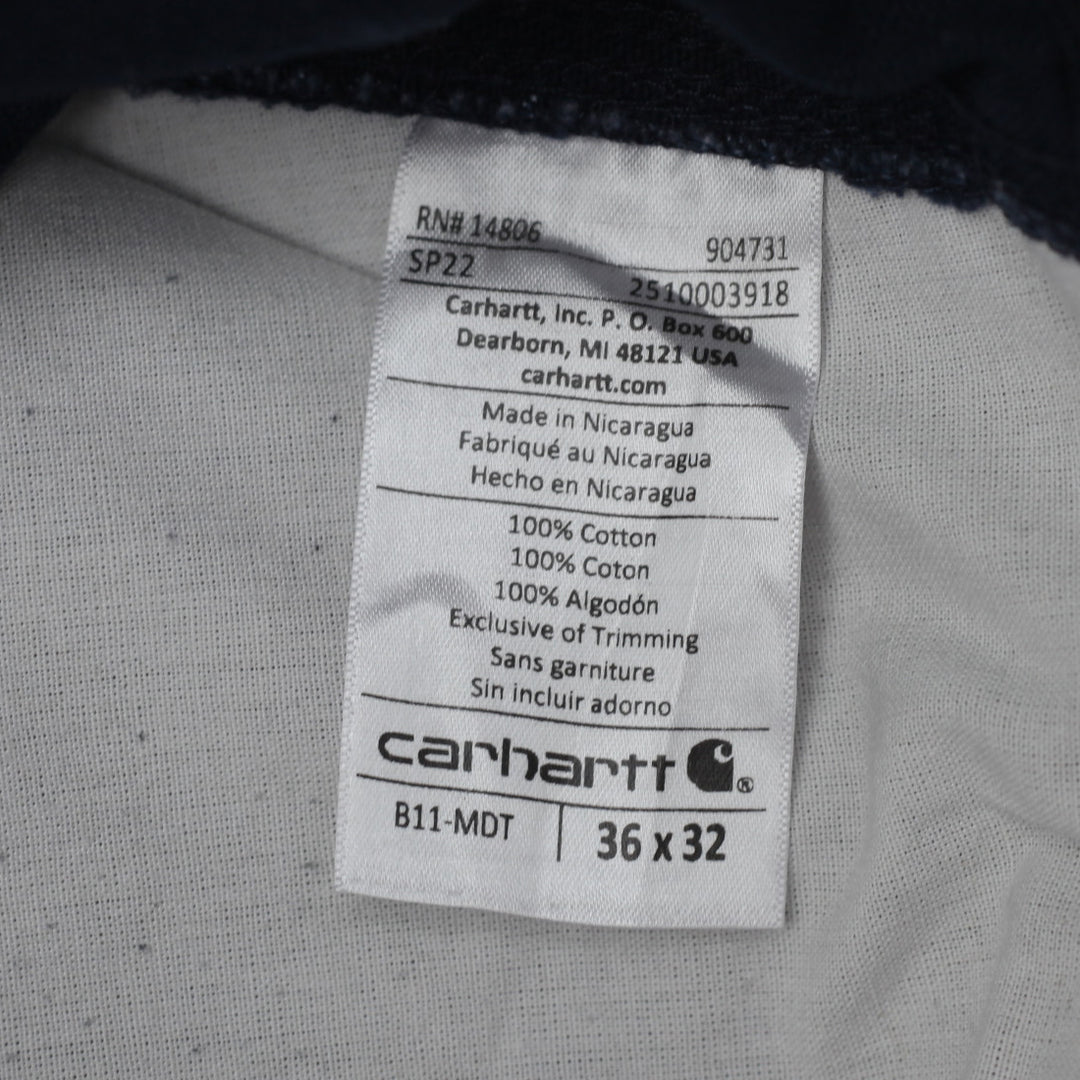 RN# 14806 904731
SP22 2510003918
Carhartt, Inc. P. O. Box 600
Dearborn, MI 48121 USA
carhartt.com
Made in Nicaragua
Fabriqué au Nicaragua
Hecho en Nicaragua
100% Cotton
100% Coton
100% Algodón
Exclusive of Trimming
Sans garniture
Sin incluir adorno
carhartt ®
B11-MDT 36 x 32